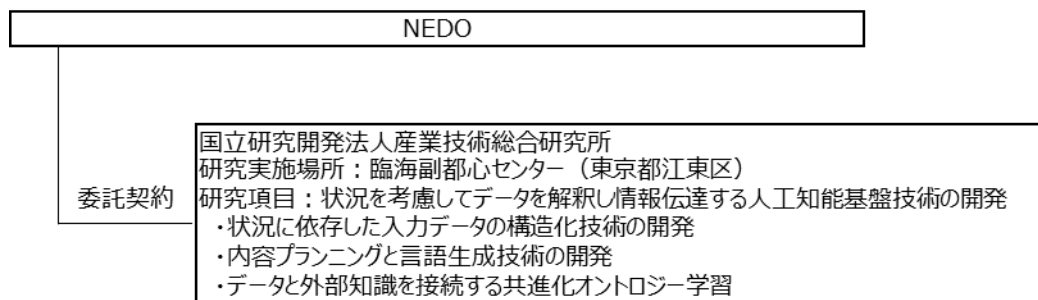 NEDO
国立研究開発法人産業技術総合研究所
研究実施場所：臨海副都心センター（東京都江東区）
委託契約
研究項目：状況を考慮してデータを解釈し情報伝達する人工知能基盤技術の開発
・状況に依存した入力データの構造化技術の開発
・内容プランニングと言語生成技術の開発
・データと外部知識を接続する共進化オントロジー学習